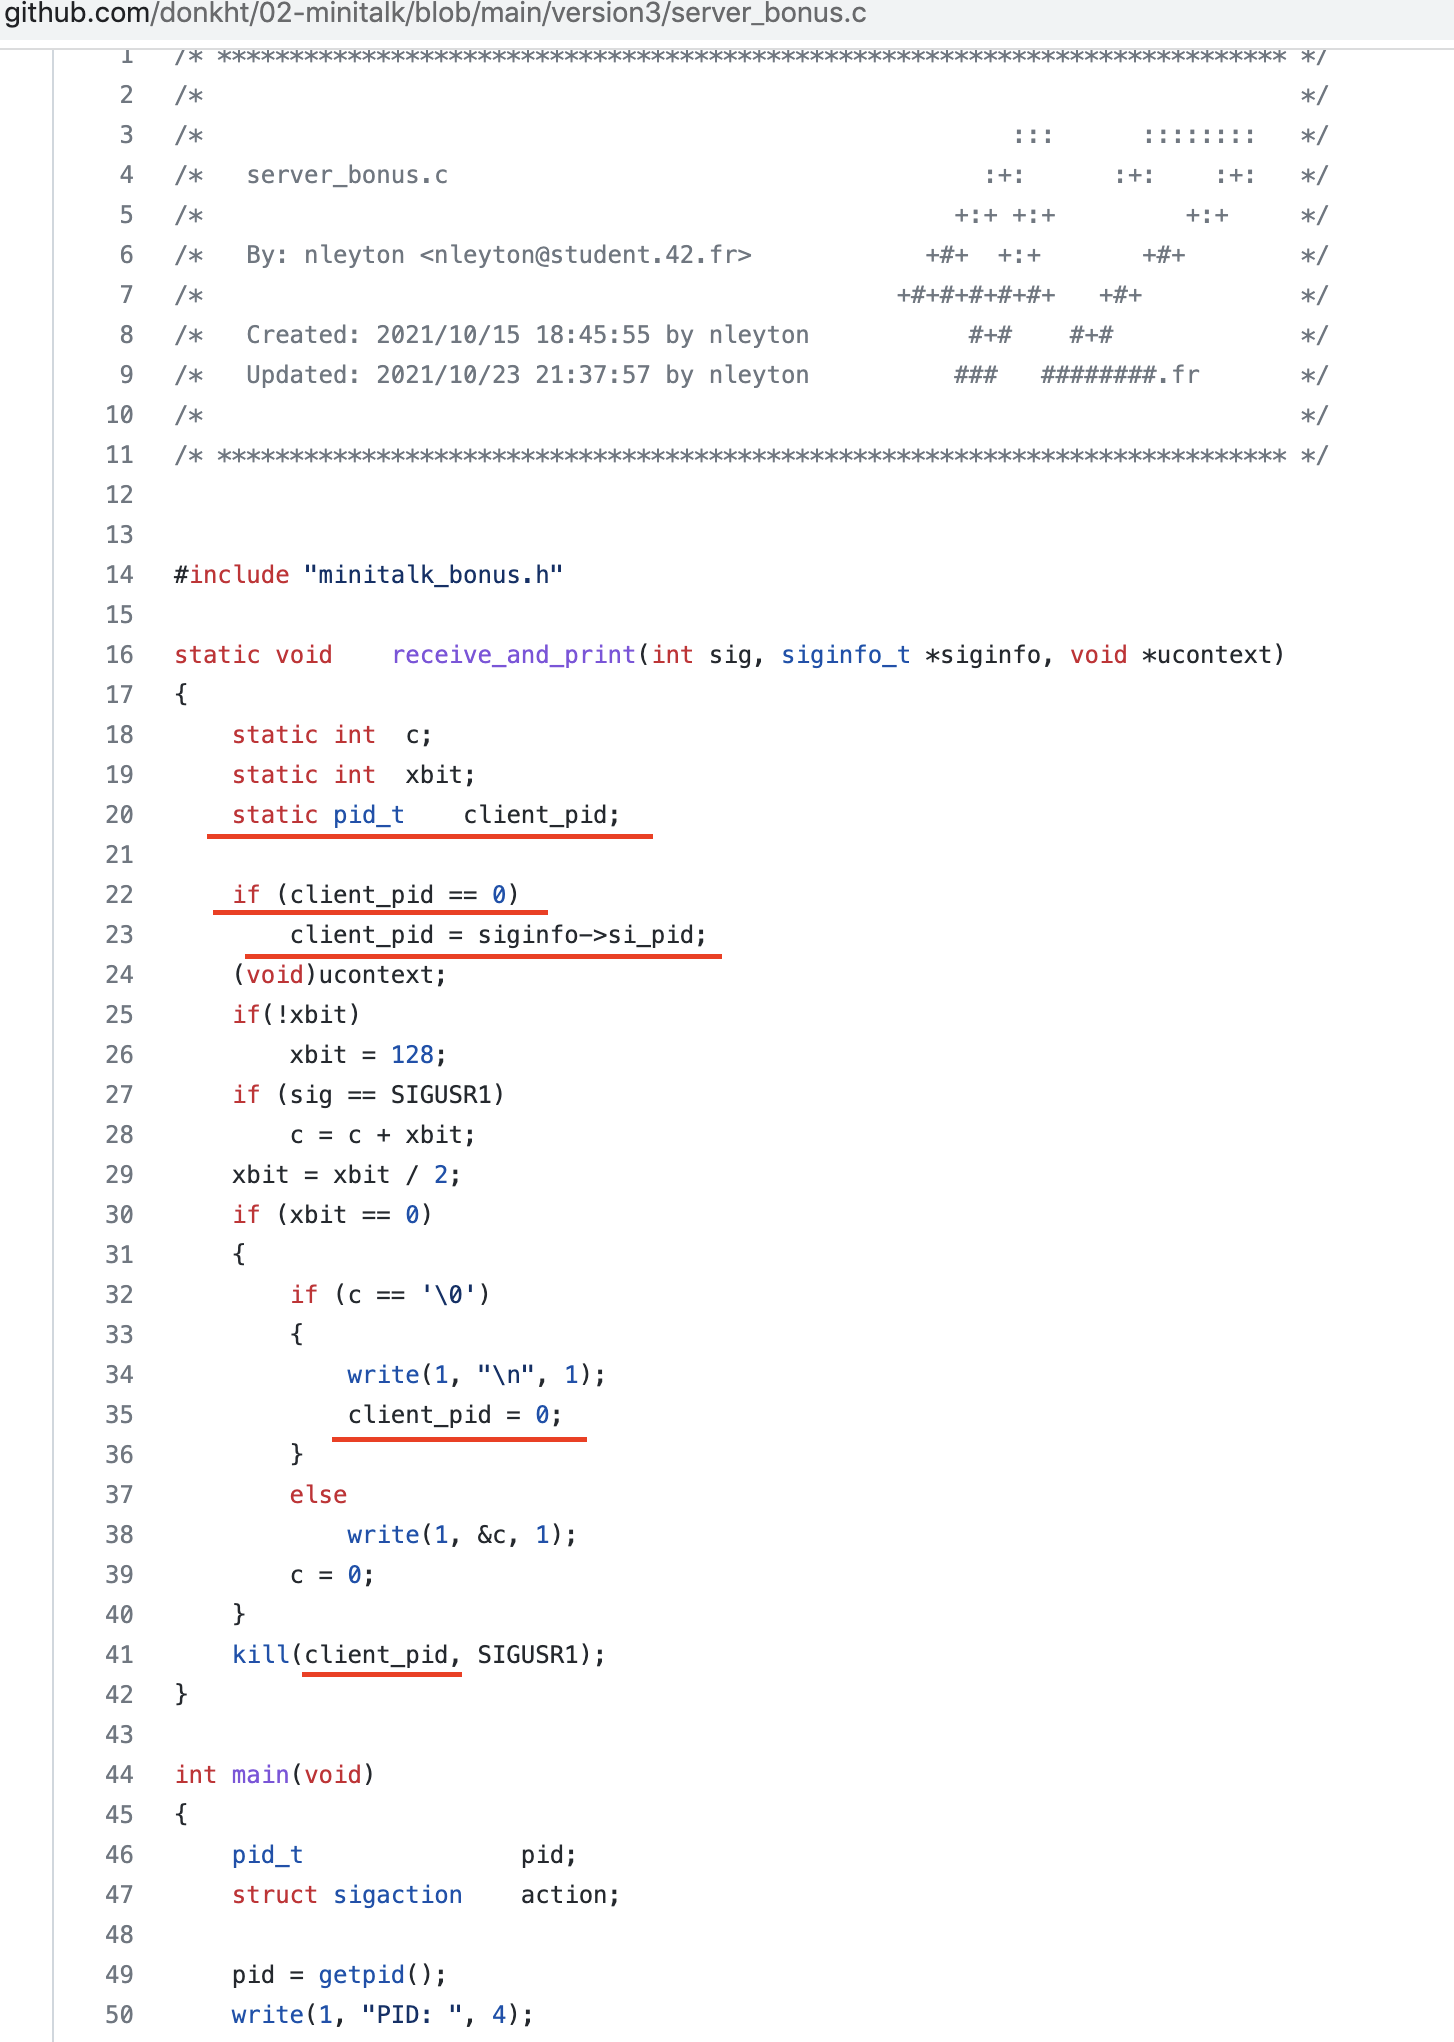 github.com/donkht/02-minitalk/blob/main/version3/server_bonus.c
1 /* ************************************************************************** */
2 /*                                                                            */
3 /*                                                        :::      ::::::::   */
4 /*   server_bonus.c                                     :+:      :+:    :+:   */
5 /*                                                    +:+ +:+         +:+     */
6 /*   By: nleyton <nleyton@student.42.fr>            +#+  +:+       +#+        */
7 /*                                                +#+#+#+#+#+   +#+           */
8 /*   Created: 2021/10/15 18:45:55 by nleyton           #+#    #+#             */
9 /*   Updated: 2021/10/23 21:37:57 by nleyton          ###   ########.fr       */
10 /*                                                                            */
11 /* ************************************************************************** */
12
13
14 #include "minitalk_bonus.h"
15
16 static void    receive_and_print(int sig, siginfo_t *siginfo, void *ucontext)
17 {
18     static int  c;
19     static int  xbit;
20     static pid_t    client_pid;
21
22     if (client_pid == 0)
23         client_pid = siginfo->si_pid;
24     (void)ucontext;
25     if(!xbit)
26         xbit = 128;
27     if (sig == SIGUSR1)
28         c = c + xbit;
29     xbit = xbit / 2;
30     if (xbit == 0)
31     {
32         if (c == '\0')
33         {
34             write(1, "\n", 1);
35             client_pid = 0;
36         }
37         else
38             write(1, &c, 1);
39         c = 0;
40     }
41     kill(client_pid, SIGUSR1);
42 }
43
44 int main(void)
45 {
46     pid_t               pid;
47     struct sigaction    action;
48
49     pid = getpid();
50     write(1, "PID: ", 4);